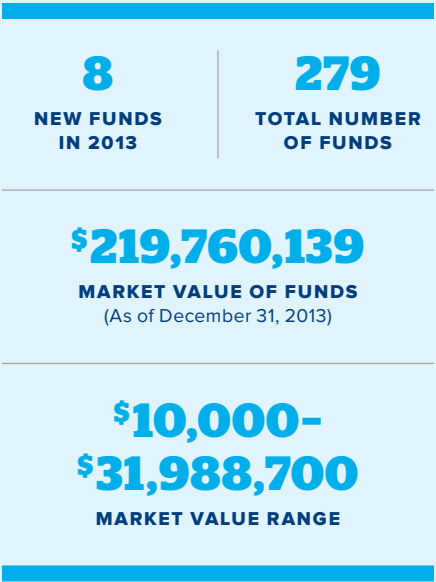 8
NEW FUNDS
IN 2013
279
TOTAL NUMBER
OF FUNDS
$219,760,139
MARKET VALUE OF FUNDS
(As of December 31, 2013)
$10,000–
$31,988,700
MARKET VALUE RANGE